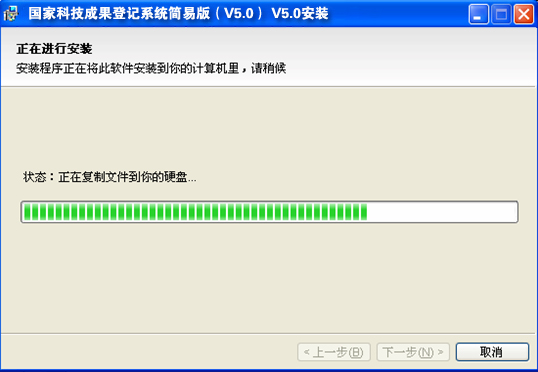 国家科技成果登记系统简易版（V5.0） V5.0安装
正在进行安装
安装程序正在将此软件安装到你的计算机里，请稍候
状态：正在复制文件到你的硬盘...
< 上一步(B) 下一步(N) > 取消